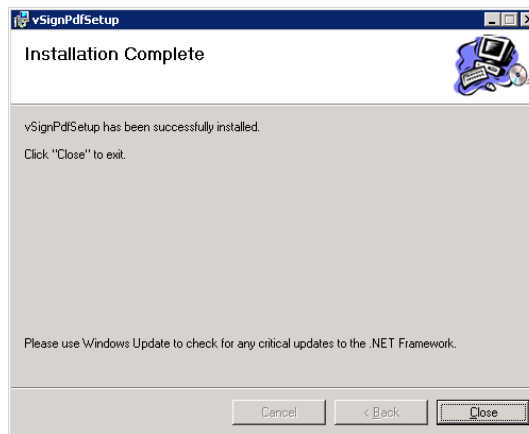 vSignPdfSetup
Installation Complete
vSignPdfSetup has been successfully installed.
Click "Close" to exit.
Please use Windows Update to check for any critical updates to the .NET Framework.
Cancel
< Back
Close